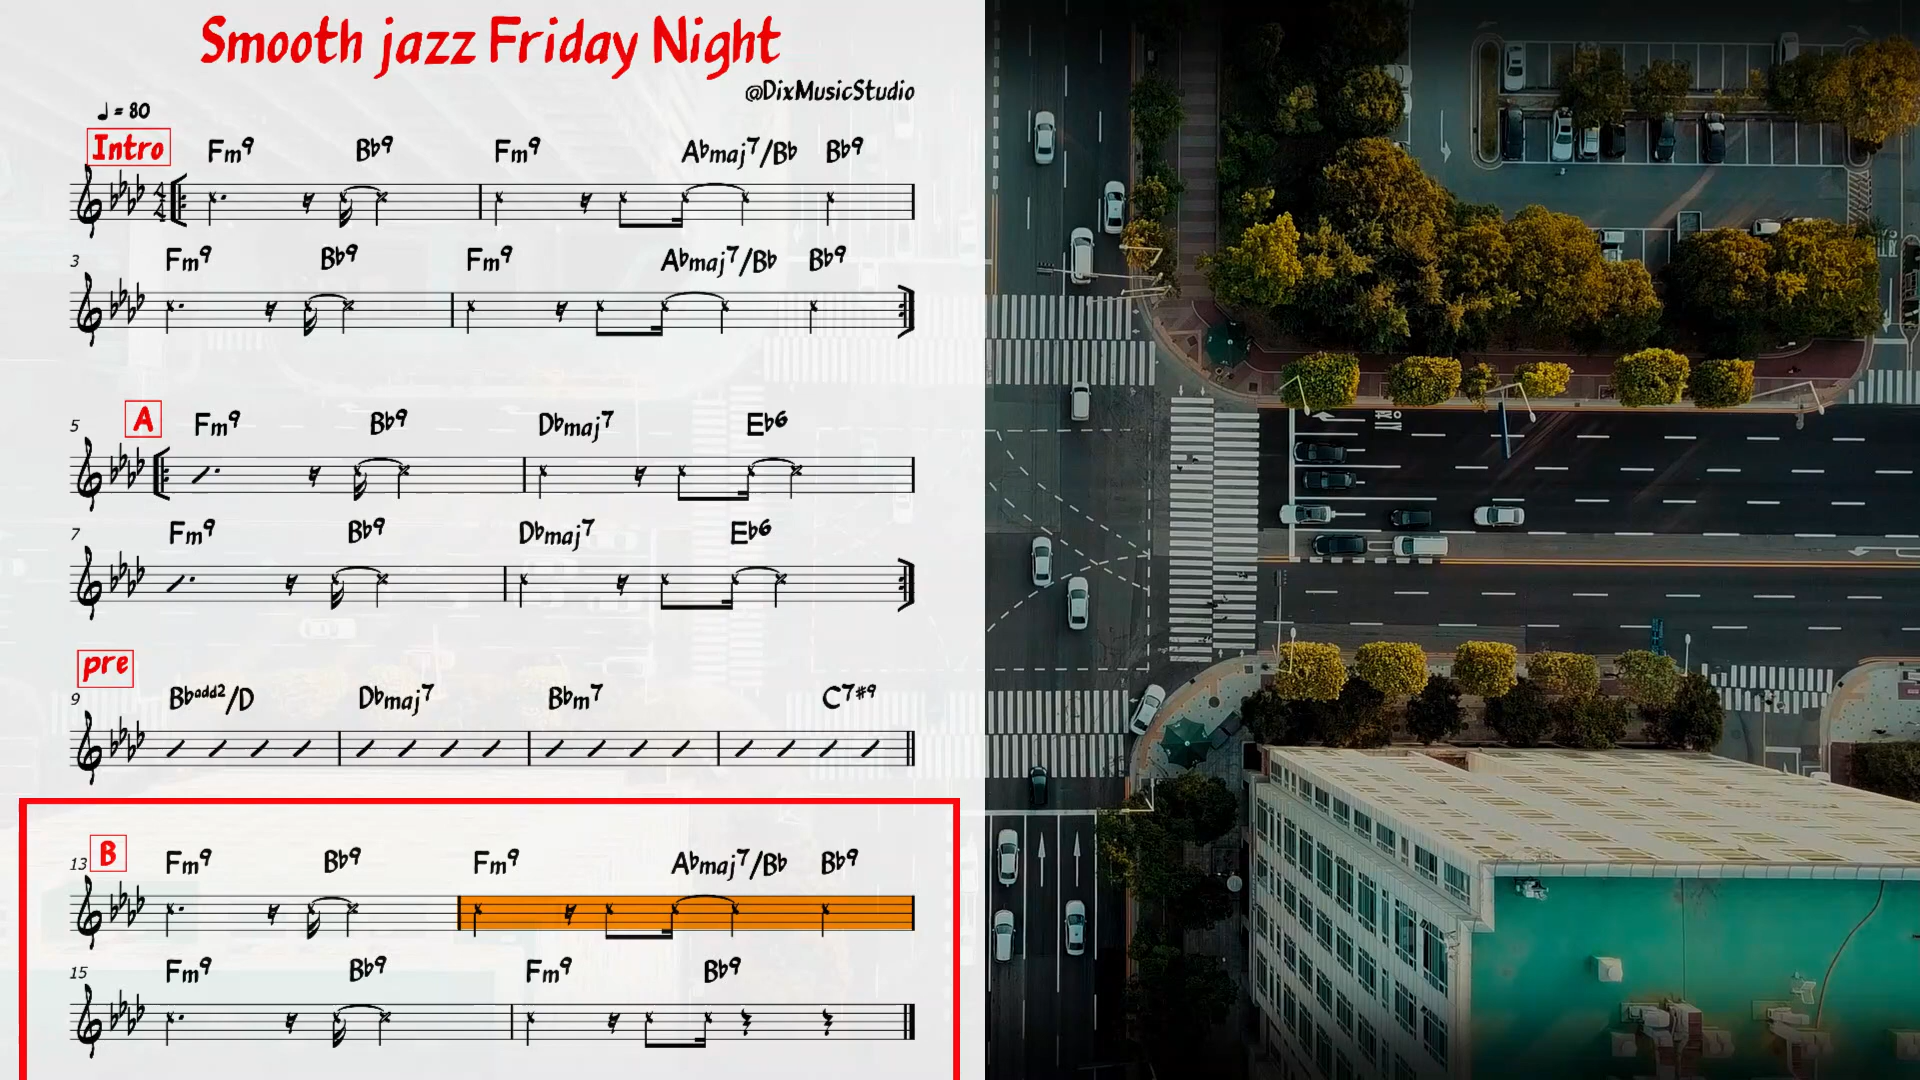 Smooth jazz Friday Night
@DixMusicStudio
♩ = 80
Intro
Fm9 Bb9 Fm9 Abmaj7/Bb Bb9
4
4
3
Fm9 Bb9 Fm9 Abmaj7/Bb Bb9
A
5
Fm9 Bb9 Dbmaj7 Eb6
7
Fm9 Bb9 Dbmaj7 Eb6
pre
9
Bbadd2/D Dbmaj7 Bbm7 C7#9
B
13
Fm9 Bb9 Fm9 Abmaj7/Bb Bb9
15
Fm9 Bb9 Fm9 Bb9